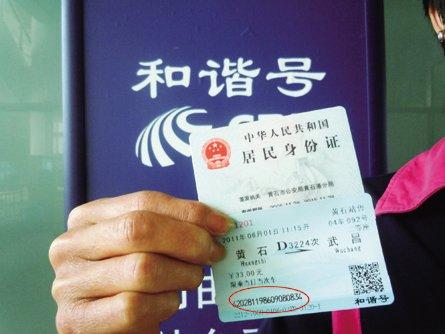 和谐号
中华人民共和国
居民身份证
签发机关 黄石市公安局黄石港分局
黄石站售
2011年06月01日 11:15开 04车092号
等座
黄石 D3224次 武昌
Huangshi
￥33.00元
限乘当日当次车
420281198609080834
和谐号